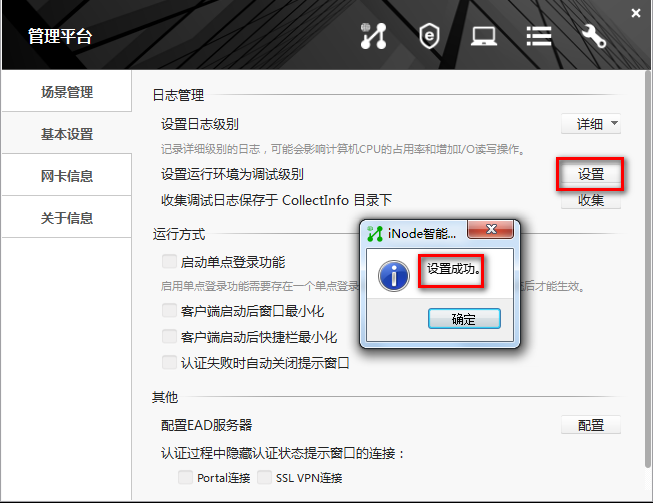 管理平台
场景管理
基本设置
网卡信息
关于信息
日志管理
设置日志级别
详细
记录详细级别的日志，可能会影响计算机CPU的占用率和增加I/O读写操作。
设置运行环境为调试级别
设置
收集调试日志保存于 CollectInfo 目录下
收集
运行方式
启动单点登录功能
启用单点登录功能需要存在一个单点登录
后才能生效。
客户端启动后窗口最小化
客户端启动后快捷栏最小化
认证失败时自动关闭提示窗口
iNode智能...
设置成功。
确定
其他
配置EAD服务器
配置
认证过程中隐藏认证状态提示窗口的连接：
Portal连接
SSL VPN连接